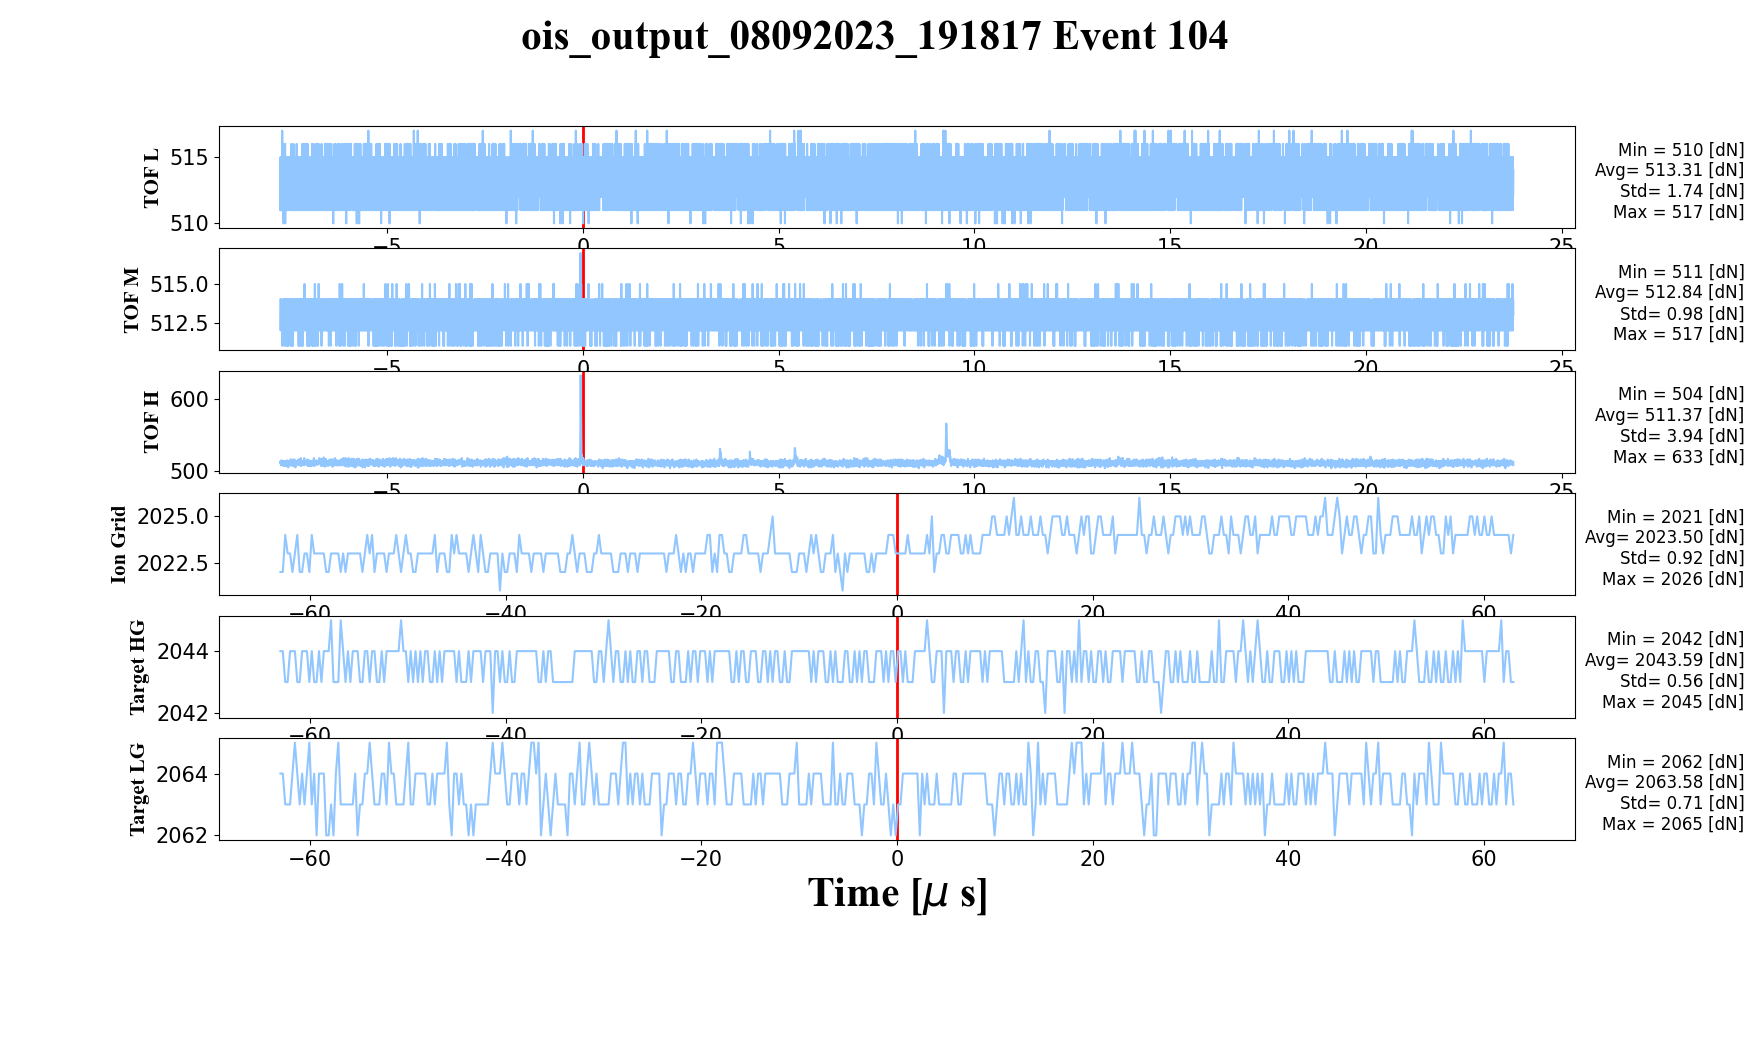 ois_output_08092023_191817 Event 104
TOF L
515
510
−5
0
5
10
15
20
25
Min = 510 [dN]
Avg= 513.31 [dN]
Std= 1.74 [dN]
Max = 517 [dN]
TOF M
515.0
512.5
−5
0
5
10
15
20
25
Min = 511 [dN]
Avg= 512.84 [dN]
Std= 0.98 [dN]
Max = 517 [dN]
TOF H
600
500
−5
0
5
10
15
20
25
Min = 504 [dN]
Avg= 511.37 [dN]
Std= 3.94 [dN]
Max = 633 [dN]
Ion Grid
2025.0
2022.5
−60
−40
−20
0
20
40
60
Min = 2021 [dN]
Avg= 2023.50 [dN]
Std= 0.92 [dN]
Max = 2026 [dN]
Target HG
2044
2042
−60
−40
−20
0
20
40
60
Min = 2042 [dN]
Avg= 2043.59 [dN]
Std= 0.56 [dN]
Max = 2045 [dN]
Target LG
2064
2062
−60
−40
−20
0
20
40
60
Min = 2062 [dN]
Avg= 2063.58 [dN]
Std= 0.71 [dN]
Max = 2065 [dN]
Time [μ s]